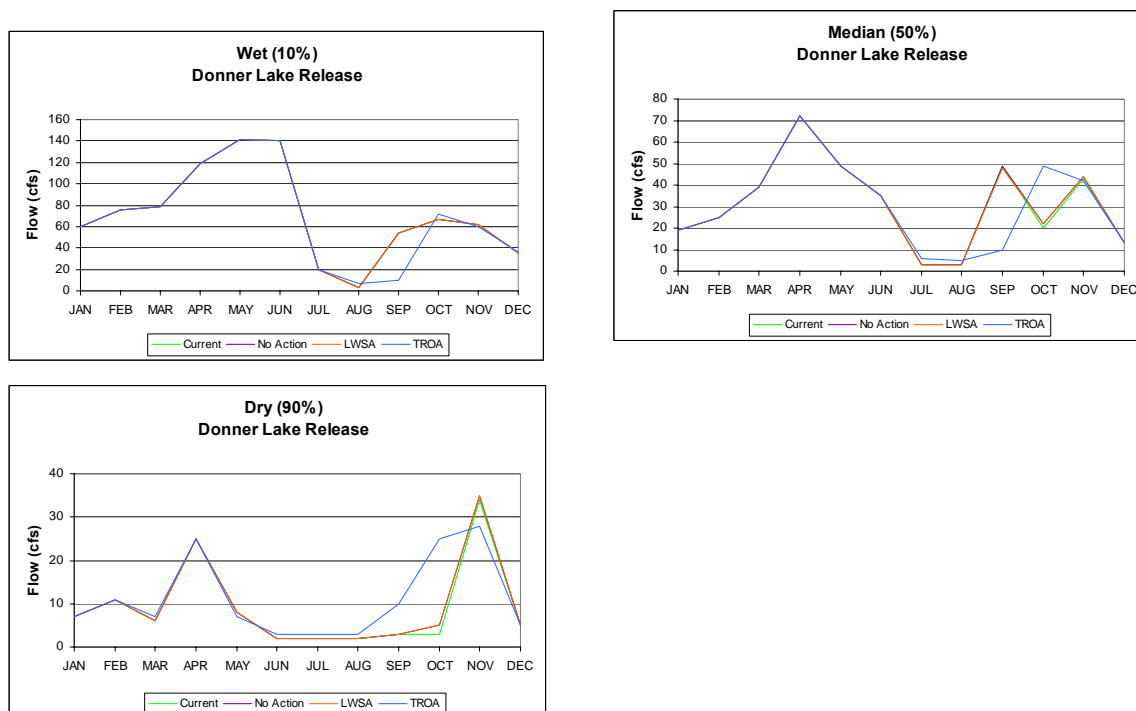 Wet (10%)
Donner Lake Release
Flow (cfs)
160
140
120
100
80
60
40
20
0
JAN FEB MAR APR MAY JUN JUL AUG SEP OCT NOV DEC
Current No Action LWSA TROA
Median (50%)
Donner Lake Release
Flow (cfs)
80
70
60
50
40
30
20
10
0
JAN FEB MAR APR MAY JUN JUL AUG SEP OCT NOV DEC
Current No Action LWSA TROA
Dry (90%)
Donner Lake Release
Flow (cfs)
40
30
20
10
0
JAN FEB MAR APR MAY JUN JUL AUG SEP OCT NOV DEC
Current No Action LWSA TROA